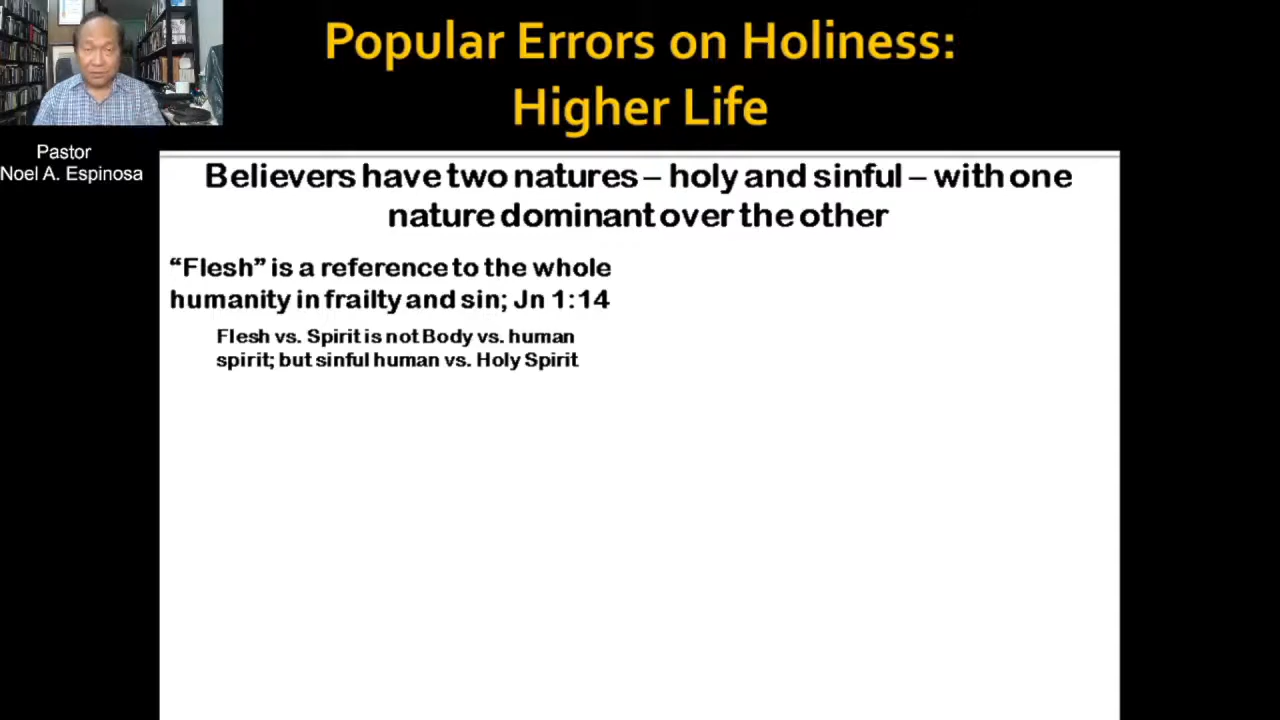 Popular Errors on Holiness:
Higher Life
Pastor
Noel A. Espinosa
Believers have two natures – holy and sinful – with one
nature dominant over the other
“Flesh” is a reference to the whole
humanity in frailty and sin; Jn 1:14
Flesh vs. Spirit is not Body vs. human
spirit; but sinful human vs. Holy Spirit